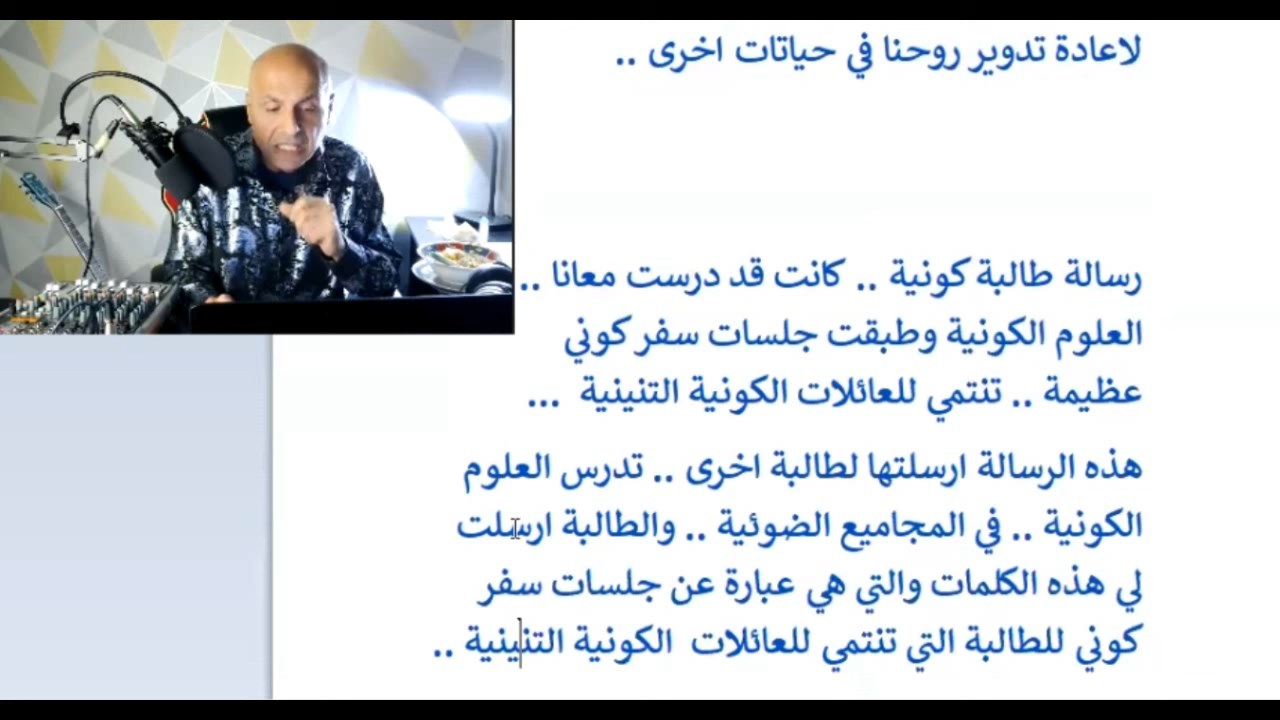 لاعادة تدوير روحنا في حياتات اخرى ..
رسالة طالبة كونية .. كانت قد درست معانا ..
العلوم الكونية وطبقت جلسات سفر كوني
عظيمة .. تنتمي للعائلات الكونية التنينية ...
هذه الرسالة ارسلتها لطالبة اخرى .. تدرس العلوم
الكونية .. في المجاميع الضوئية .. والطالبة ارسلت
لي هذه الكلمات والتي هي عبارة عن جلسات سفر
كوني للطالبة التي تنتمي للعائلات الكونية التنينية ..